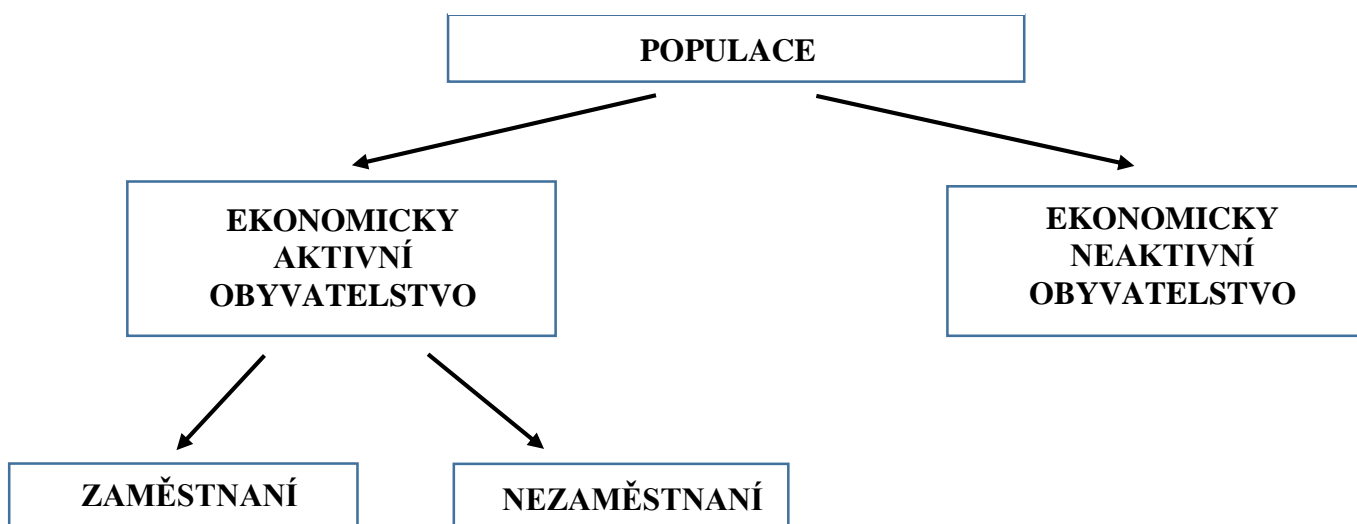 POPULACE
EKONOMICKY
AKTIVNÍ
OBYVATELSTVO
EKONOMICKY
NEAKTIVNÍ
OBYVATELSTVO
ZAMĚSTNANÍ
NEZAMĚSTNANÍ